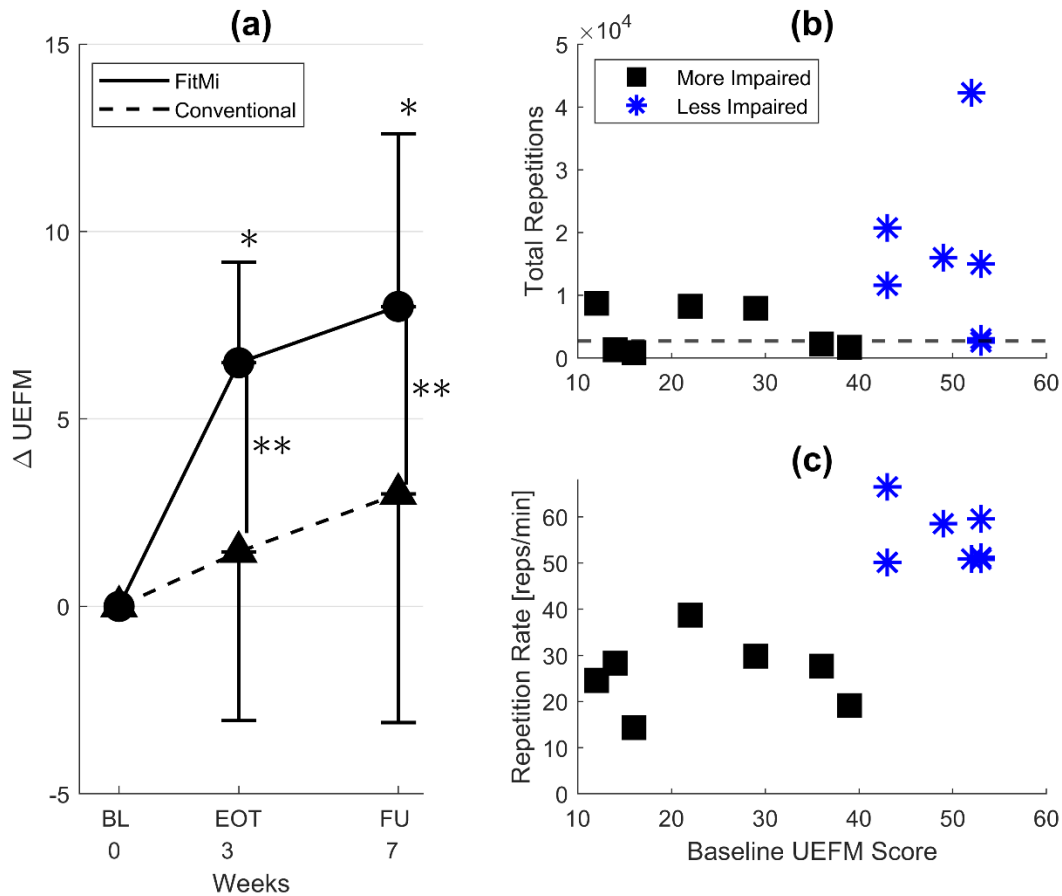 (a)
15
10
5
0
-5
Δ UEFM
FitMi
Conventional
*
*
**
**
BL
EOT
FU
0
3
7
Weeks
(b)
×10⁴
5
4
3
2
1
0
Total Repetitions
More Impaired
Less Impaired
10
20
30
40
50
60
(c)
60
50
40
30
20
10
0
Repetition Rate [reps/min]
10
20
30
40
50
60
Baseline UEFM Score